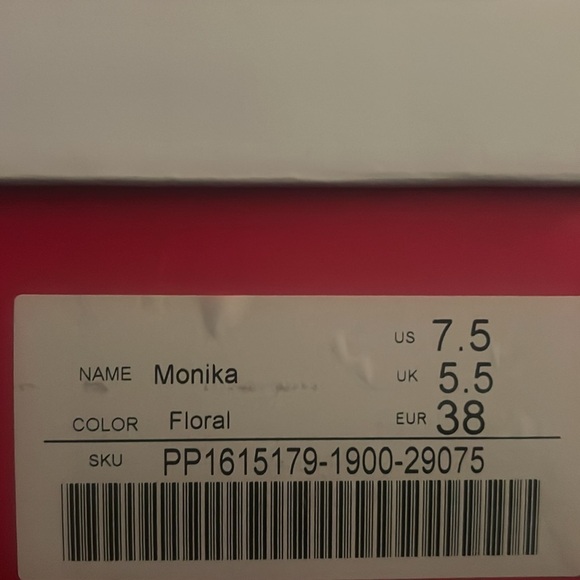 US 7.5
NAME Monika UK 5.5
COLOR Floral EUR 38
SKU PP1615179-1900-29075